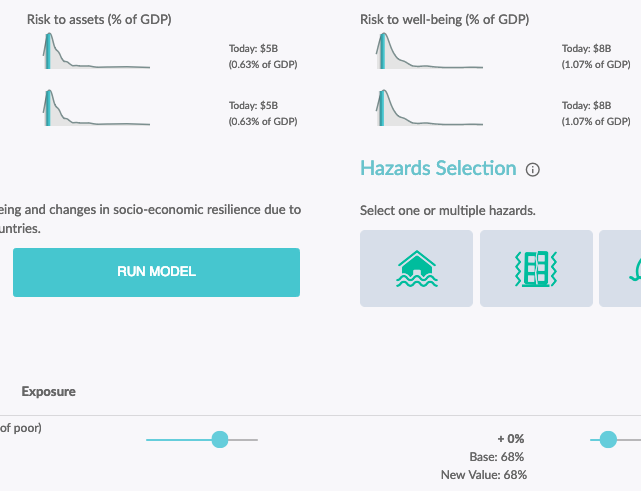 Risk to assets (% of GDP)
Risk to well-being (% of GDP)
Today: $5B
(0.63% of GDP)
Today: $8B
(1.07% of GDP)
Today: $5B
(0.63% of GDP)
Today: $8B
(1.07% of GDP)
Hazards Selection
eing and changes in socio-economic resilience due to
untries.
Select one or multiple hazards.
RUN MODEL
Exposure
of poor)
+ 0%
Base: 68%
New Value: 68%